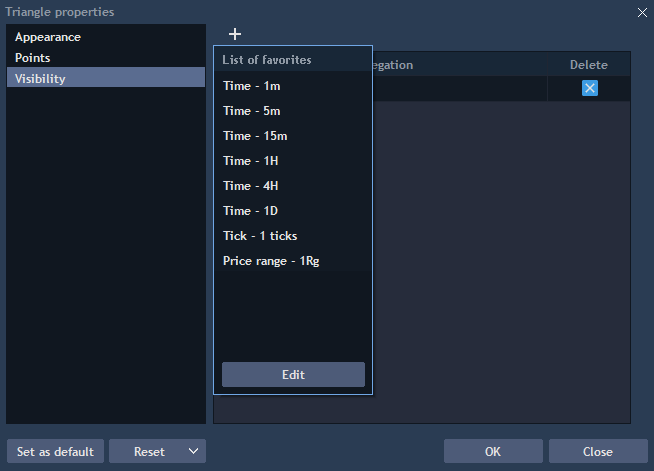 Triangle properties
Appearance
Points
Visibility
List of favorites
Time - 1m
Time - 5m
Time - 15m
Time - 1H
Time - 4H
Time - 1D
Tick - 1 ticks
Price range - 1Rg
Edit
egation
Delete
Set as default
Reset
OK
Close